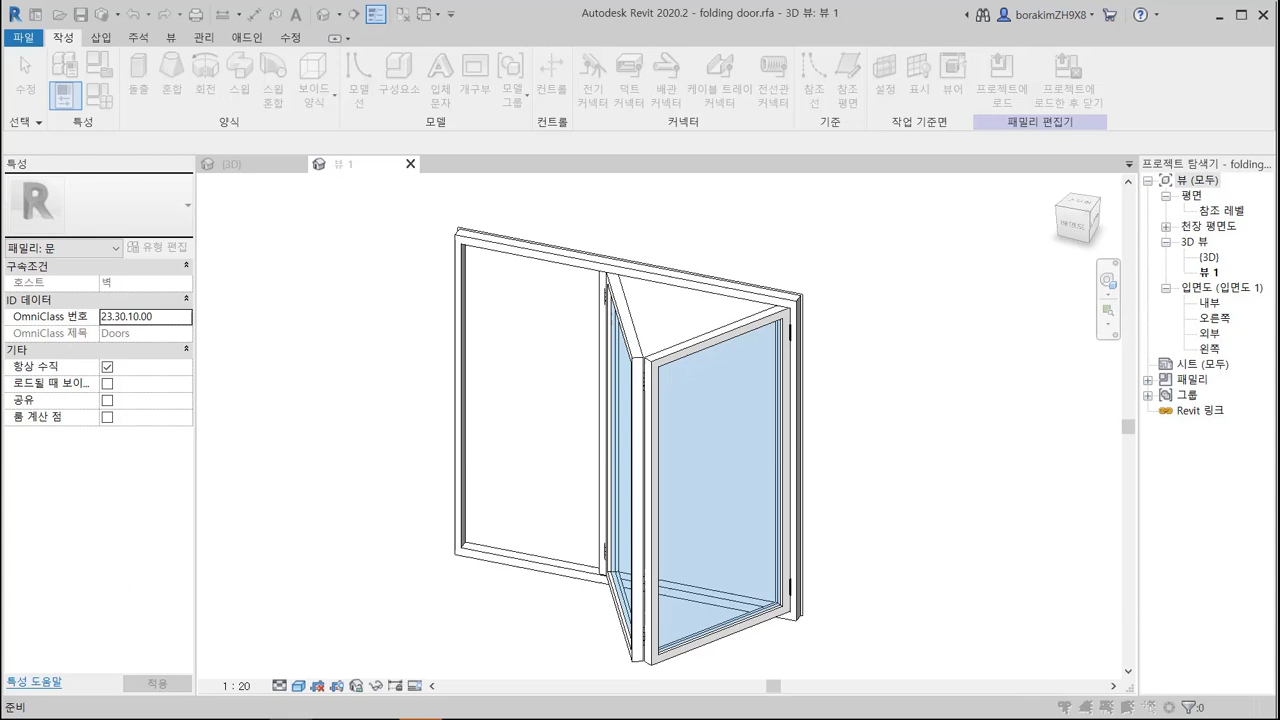 Autodesk Revit 2020.2 - folding door.rfa - 3D 뷰: 뷰 1
borakimZH9X8
파일 작성 삽입 주석 뷰 관리 애드인 수정
수정 돌출 혼합 회전 스윕 스윕 혼합 보이드 양식 모델 선 구성요소 입체 문자 개구부 모델 그룹 컨트롤 전기 커넥터 덕트 커넥터 배관 커넥터 케이블 트레이 커넥터 전선관 커넥터 참조 선 참조 평면 설정 표시 뷰어 프로젝트에 로드 프로젝트에 로드한 후 닫기
선택 특성 양식 모델 컨트롤 커넥터 기준 작업 기준면 패밀리 편집기
특성
{3D} 뷰 1
프로젝트 탐색기 - folding...
패밀리: 문 유형 편집
구속조건
호스트 벽
ID 데이터
OmniClass 번호 23.30.10.00
OmniClass 제목 Doors
기타
항상 수직
로드될 때 보이...
공유
룸 계산 점
특성 도움말 적용
뷰 (모두)
평면
참조 레벨
천장 평면도
3D 뷰
{3D}
뷰 1
입면도 (입면도 1)
내부
오른쪽
외부
왼쪽
시트 (모두)
패밀리
그룹
Revit 링크
1 : 20
준비
:0